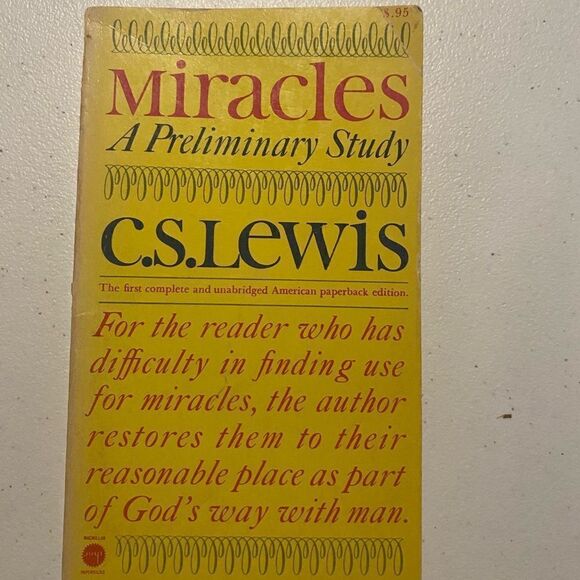 $.95
Miracles
A Preliminary Study
C.S. Lewis
The first complete and unabridged American paperback edition.
For the reader who has
difficulty in finding use
for miracles, the author
restores them to their
reasonable place as part
of God's way with man.
MACMILLAN
PAPERBACKS